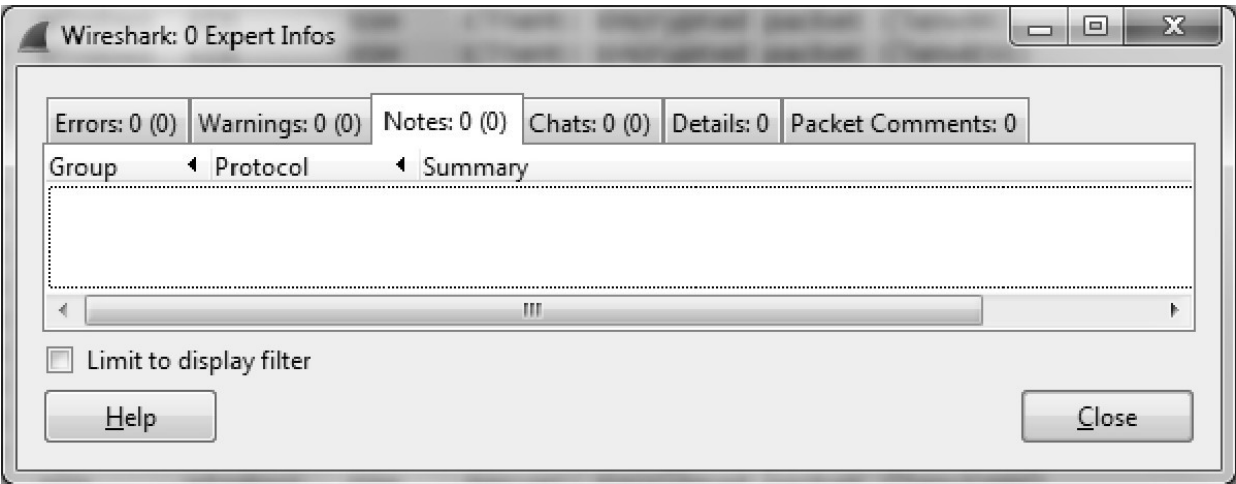 Wireshark: 0 Expert Infos
Errors: 0 (0) Warnings: 0 (0) Notes: 0 (0) Chats: 0 (0) Details: 0 Packet Comments: 0
Group Protocol Summary
Limit to display filter
Help Close